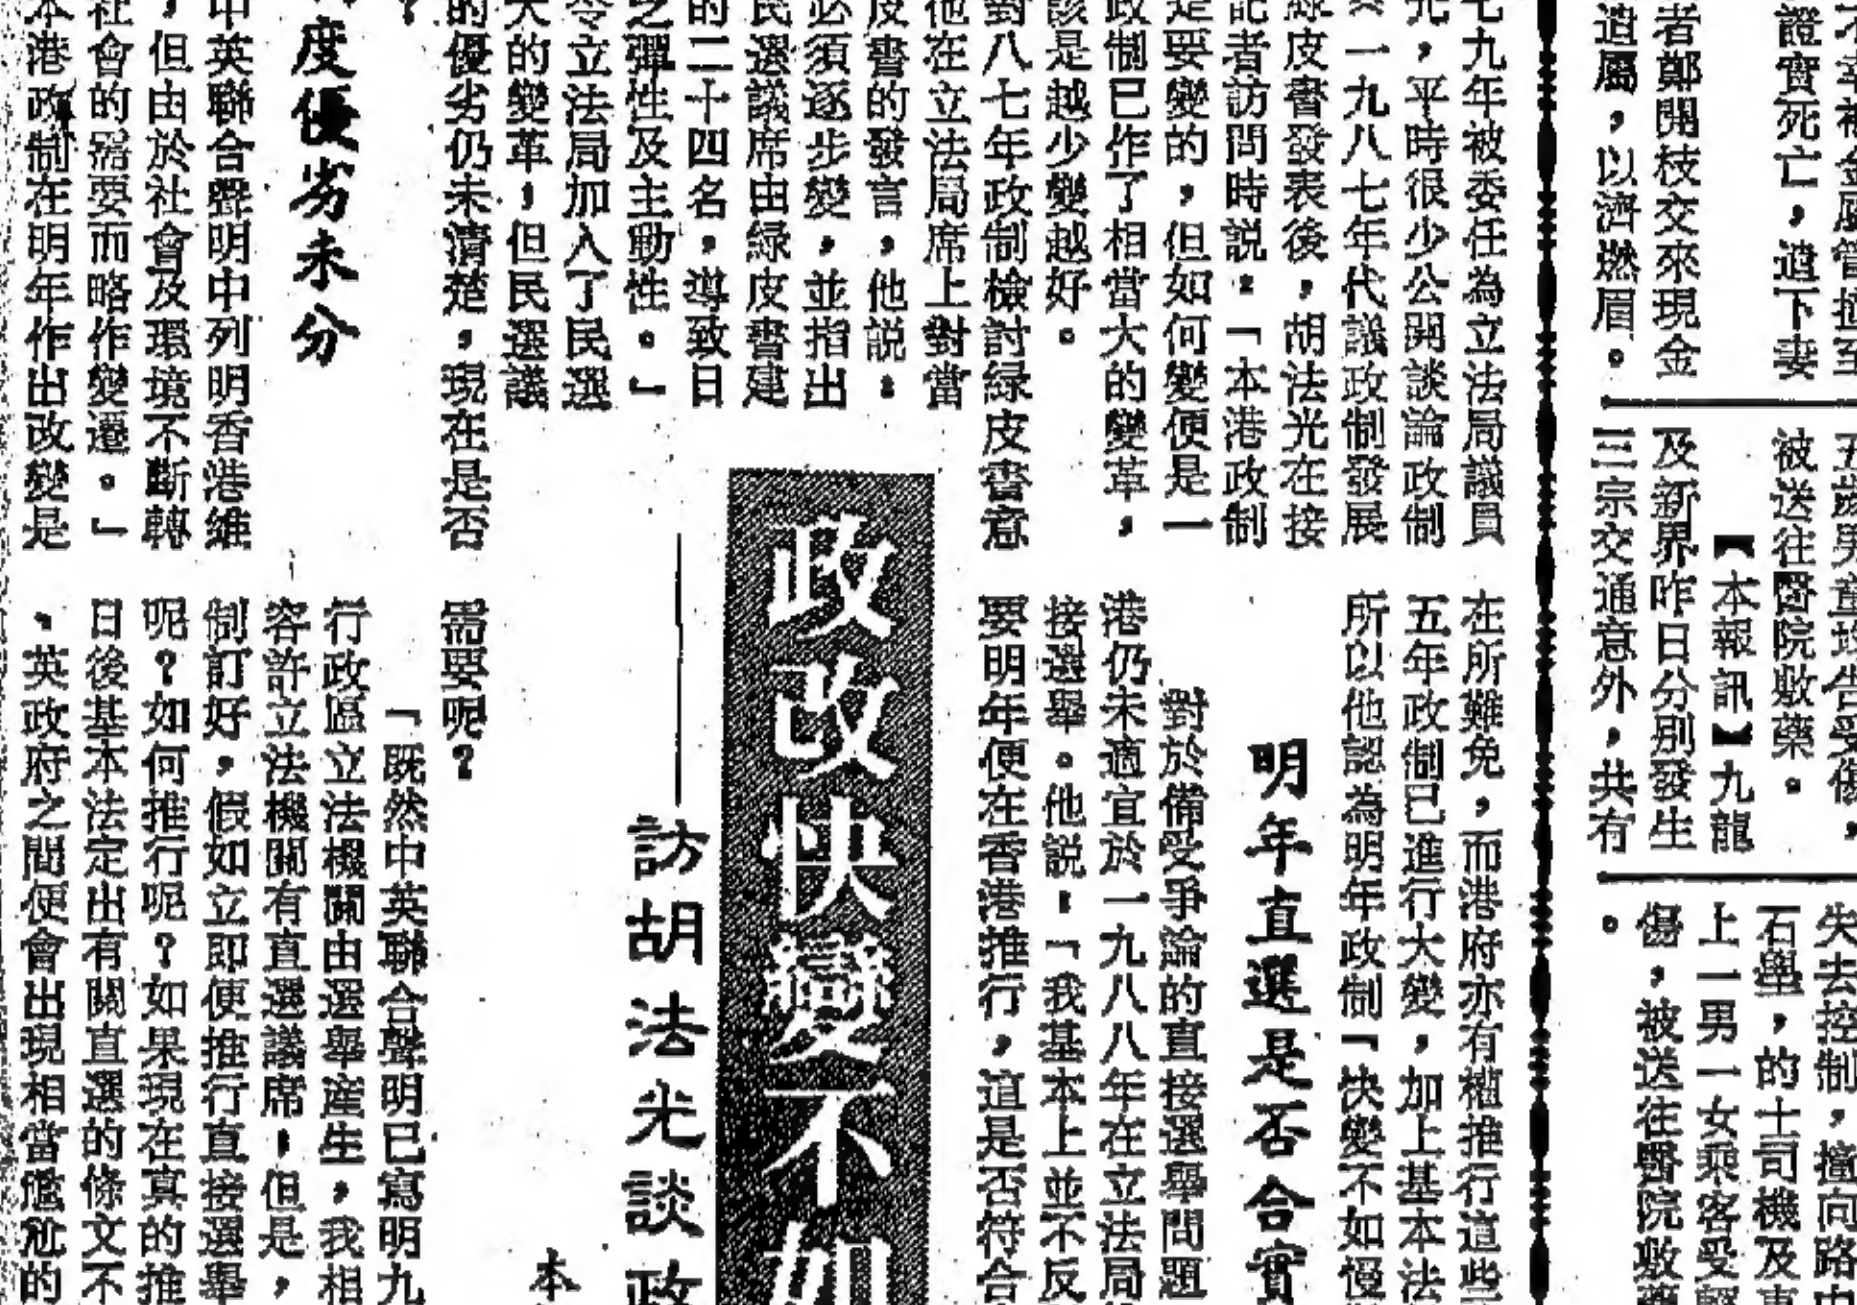 不幸被金屬管撞至
證實死亡，遺下妻
者鄭開枝交來現金
遺屬，以濟燃眉。
五歲男童告受傷，
被送往醫院敷藥。
【本報訊】九龍
及新界昨日分別發生
三宗交通意外，共有
失去控制，撞向路中
石壆，的士司機及車
上一男一女乘客受輕
傷，被送往醫院敷藥
。
七九年被委任為立法局議員
光，平時很少公開談論政制
一九八七年代議政制發展
綠皮書發表後，胡法光在接
記者訪問時説：「本港政制
是要變的，但如何變便是一
政制已作了相當大的變革，
該是越少變越好。
對八七年政制檢討綠皮書意
他在立法局席上對當
皮書的發言，他説：
必須逐步變，並指出
民選議席由綠皮書建
的二十四名，導致日
之彈性及主動性。」
令立法局加入了民選
大的變革，但民選議
的優劣仍未清楚，現在是否
？
度優劣未分
中英聯合聲明中列明香港維
，但由於社會及環境不斷轉
社會的需要而略作變遷。」
本港政制在明年作出改變是
在所難免，而港府亦有權推行這些
五年政制已進行大變，加上基本法
所以他認為明年政制「快變不如慢
明年直選是否合實
對於備受爭論的直接選舉問題
港仍未適宜於一九八八年在立法局
接選舉。他説：「我基本上並不反
要明年便在香港推行，這是否符合
政改快變不如
——訪胡法光談政
本
需要呢？
「既然中英聯合聲明已寫明九
行政區立法機關由選舉產生，我相
容許立法機關有直選議席，但是，
制訂好，假如立即便推行直接選舉
呢？如何推行呢？如果現在真的推
日後基本法定出有關直選的條文不
，英政府之間便會出現相當尷尬的